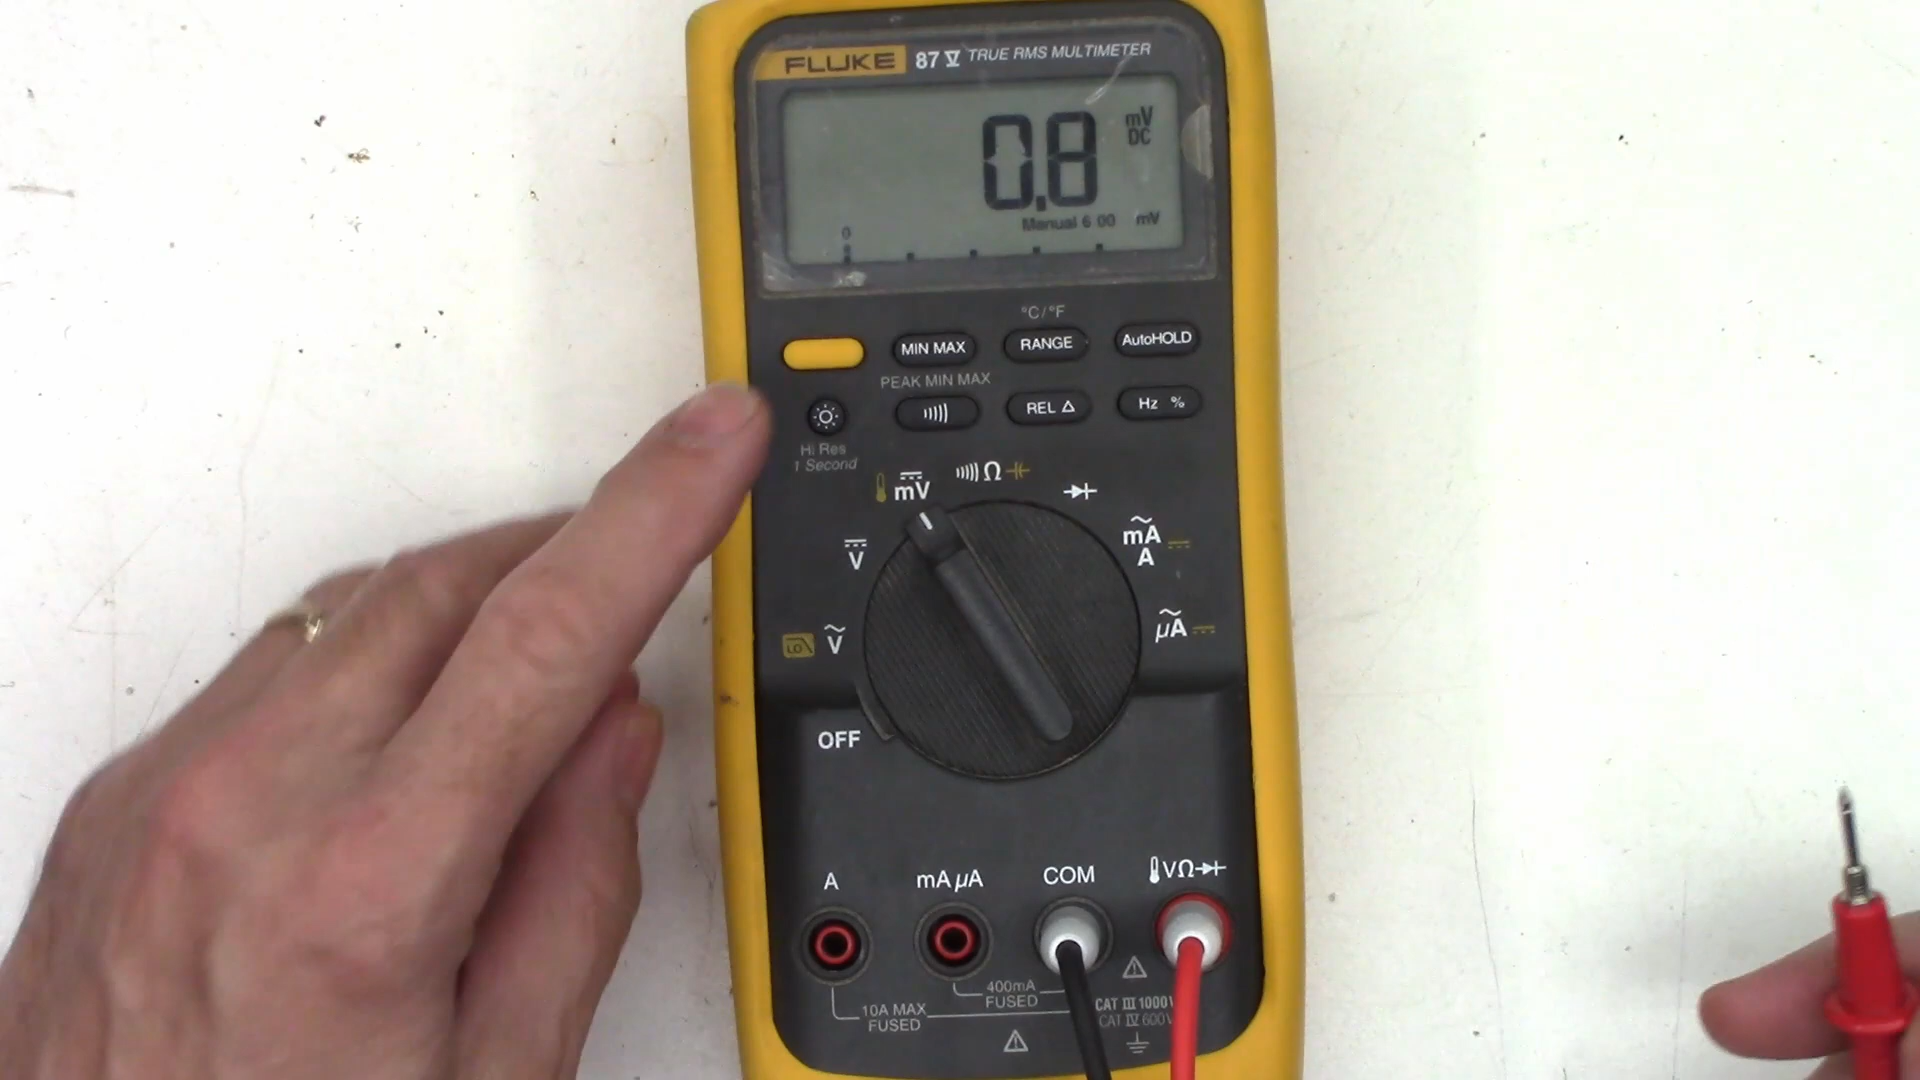 FLUKE 87 V TRUE RMS MULTIMETER
0.8 mV DC
Manual 6 00 mV
0
°C/°F
MIN MAX RANGE AutoHOLD
PEAK MIN MAX
REL Δ Hz %
Hi Res
1 Second
mV Ω
V mA
A
V µA
OFF
A mA µA COM VΩ
400mA
FUSED
10A MAX
FUSED
CAT III 1000V
CAT IV 600V